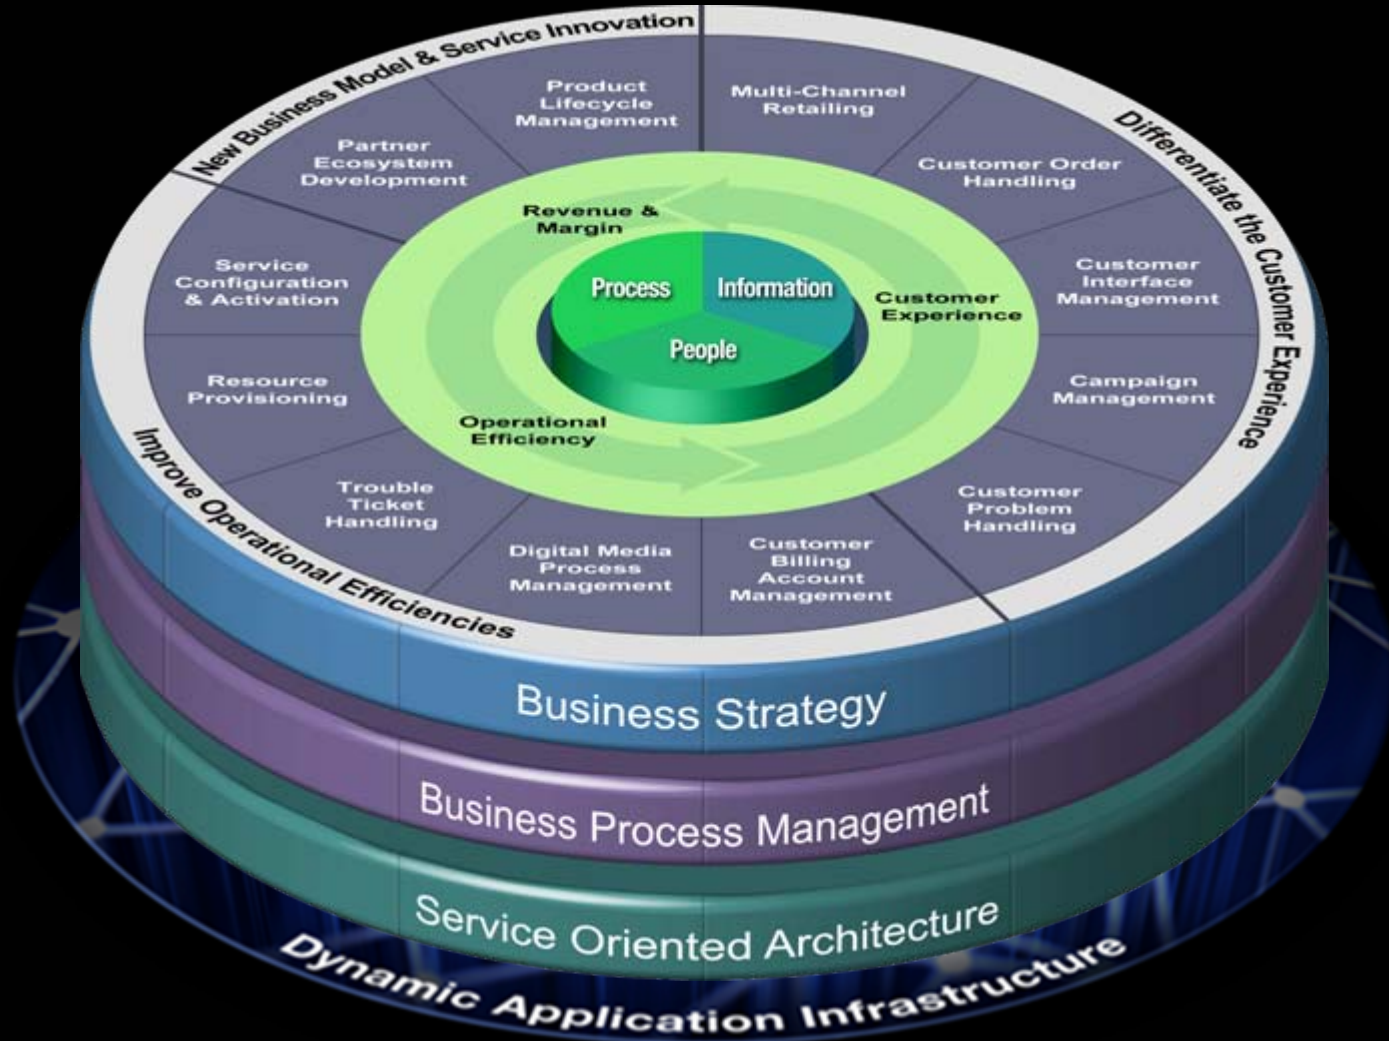 New Business Model & Service Innovation
Differentiate the Customer Experience
Improve Operational Efficiencies
Product
Lifecycle
Management
Multi-Channel
Retailing
Partner
Ecosystem
Development
Customer Order
Handling
Service
Configuration
& Activation
Customer
Interface
Management
Resource
Provisioning
Campaign
Management
Trouble
Ticket
Handling
Customer
Problem
Handling
Digital Media
Process
Management
Customer
Billing
Account
Management
Revenue &
Margin
Customer
Experience
Operational
Efficiency
Process
Information
People
Business Strategy
Business Process Management
Service Oriented Architecture
Dynamic Application Infrastructure